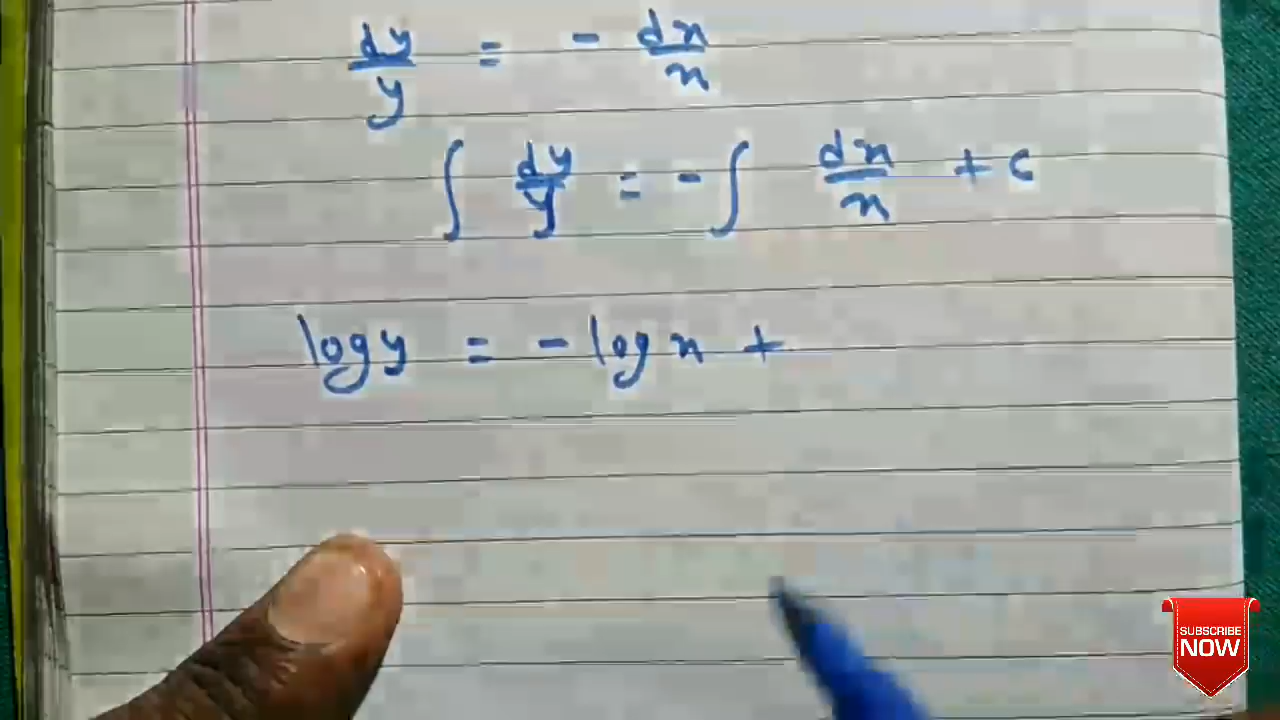 dy/y = - dx/x
∫ dy/y = - ∫ dx/x + c
log y = - log x +
SUBSCRIBE
NOW